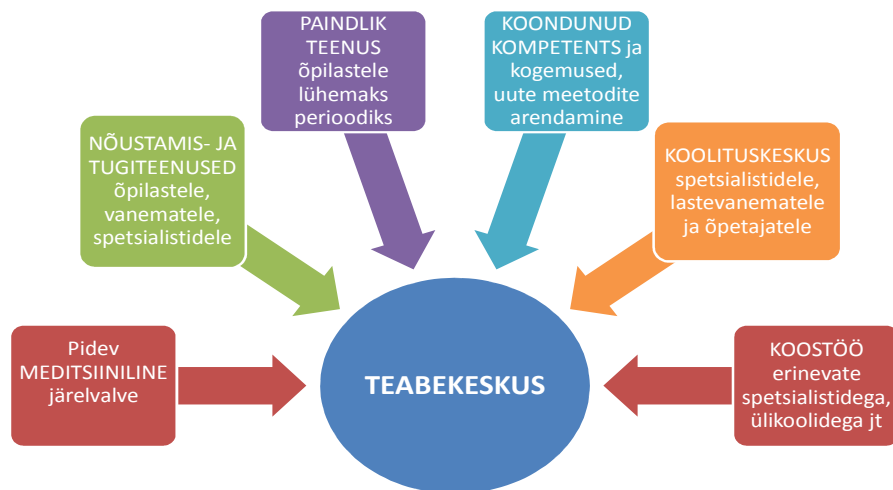 PAINDLIK
TEENUS
õpilastele
lühemaks
perioodiks
KOONDUNUD
KOMPETENTS ja
kogemused,
uute meetodite
arendamine
NÕUSTAMIS- JA
TUGITEENUSED
õpilastele,
vanematele,
spetsialistidele
KOOLITUSKESKUS
spetsialistidele,
lastevanematele
ja õpetajatele
Pidev
MEDITSIINILINE
järelvalve
TEABEKESKUS
KOOSTÖÖ
erinevate
spetsialistidega,
ülikoolidega jt